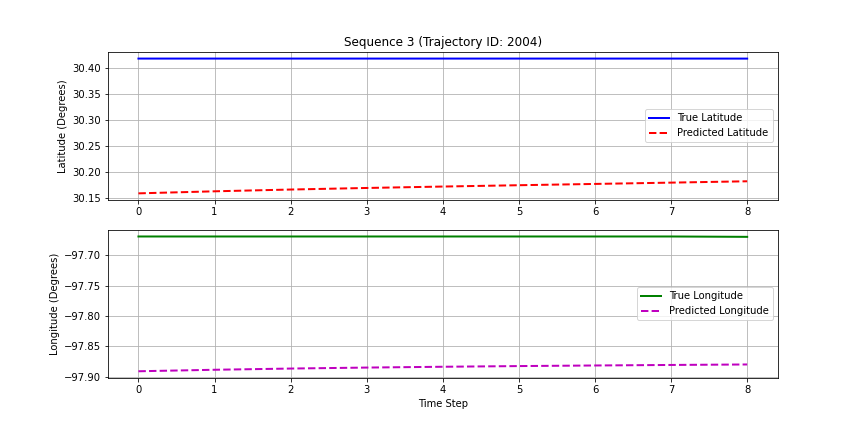 Sequence 3 (Trajectory ID: 2004)
Latitude (Degrees)
30.40
30.35
30.30
30.25
30.20
30.15
True Latitude
Predicted Latitude
0 1 2 3 4 5 6 7 8
Longitude (Degrees)
−97.70
−97.75
−97.80
−97.85
−97.90
True Longitude
Predicted Longitude
0 1 2 3 4 5 6 7 8
Time Step